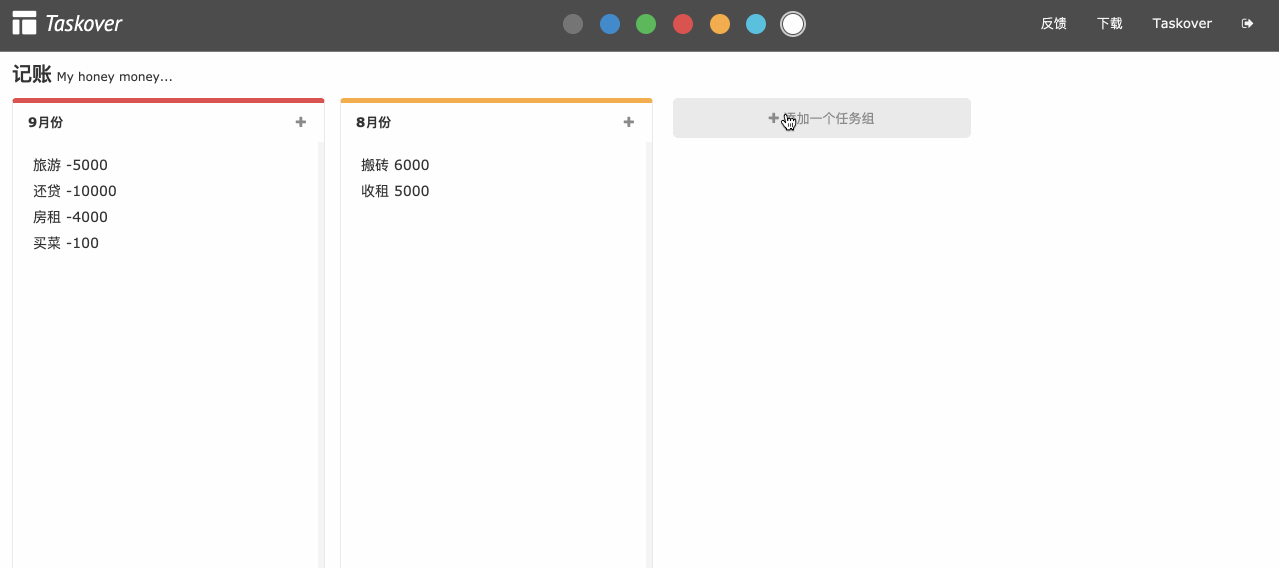 Taskover
反馈 下载 Taskover
记账 My honey money...
9月份
旅游 -5000
还贷 -10000
房租 -4000
买菜 -100
8月份
搬砖 6000
收租 5000
加一个任务组